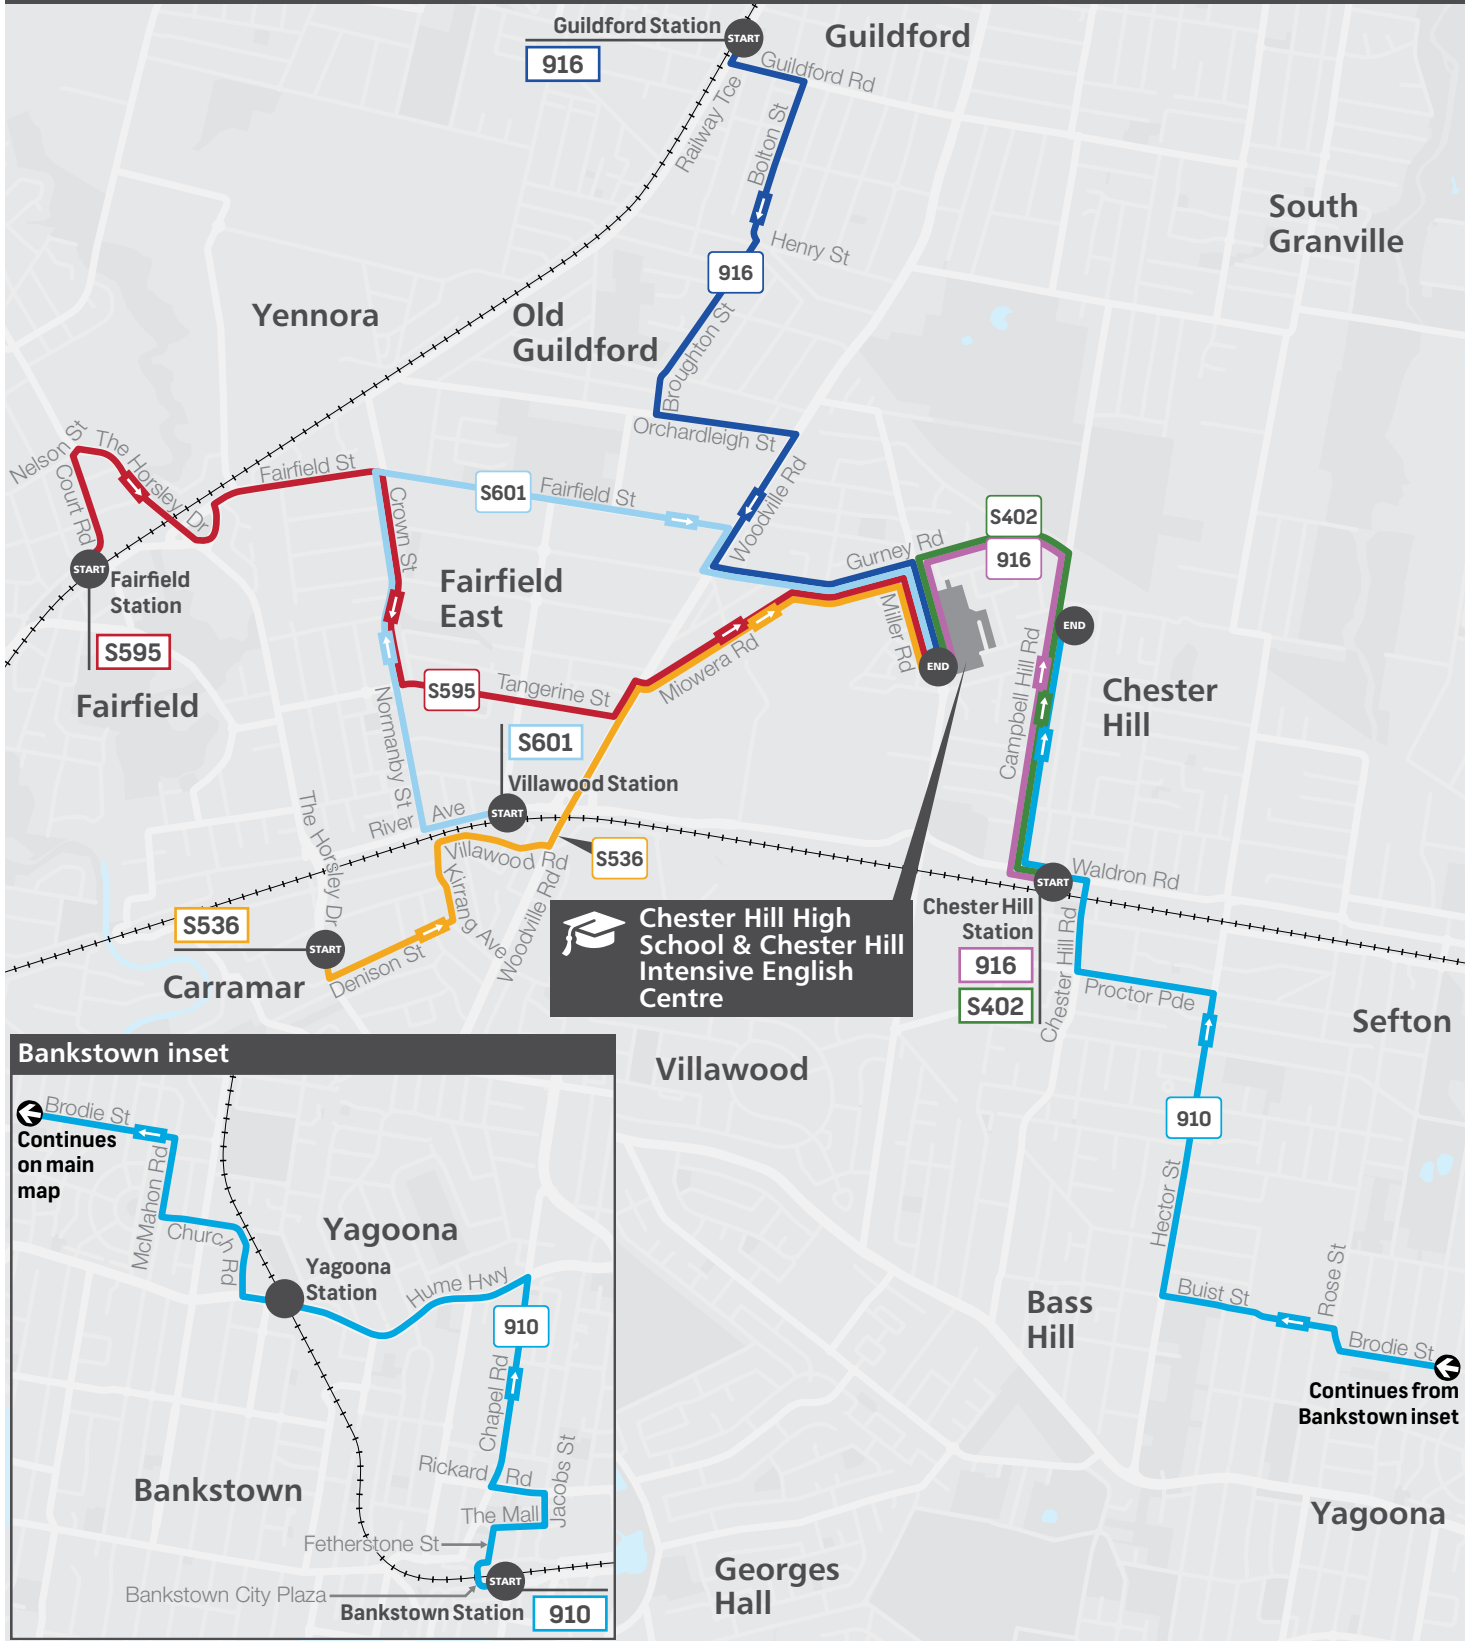 Guildford Station
START
Guildford
916
Guildford Rd
Railway Tce
Bolton St
South
Granville
Henry St
916
Yennora
Old
Guildford
Broughton St
Orchardleigh St
Nelson St
The Horsley Dr
Court Rd
Fairfield St
S601
Fairfield St
Woodville Rd
Crown St
S402
916
Gurney Rd
START
Fairfield
Station
Fairfield
East
Miller Rd
END
END
S595
Fairfield
Miowera Rd
S595
Tangerine St
Campbell Hill Rd
Chester
Hill
Normanby St
S601
Villawood Station
START
River Ave
The Horsley Dr
Villawood Rd
S536
Kirrang Ave
Woodville Rd
START
Waldron Rd
Chester Hill
Station
916
S402
Chester Hill Rd
S536
START
Carramar
Denison St
Chester Hill High
School & Chester Hill
Intensive English
Centre
Proctor Pde
Sefton
Villawood
910
Hector St
Rose St
Buist St
Brodie St
Bass
Hill
Continues from
Bankstown inset
Yagoona
Georges
Hall
Bankstown inset
Brodie St
Continues
on main
map
McMahon Rd
Church Rd
Yagoona
Yagoona
Station
Hume Hwy
910
Chapel Rd
Rickard Rd
Jacobs St
Bankstown
The Mall
Fetherstone St
START
Bankstown City Plaza
Bankstown Station
910